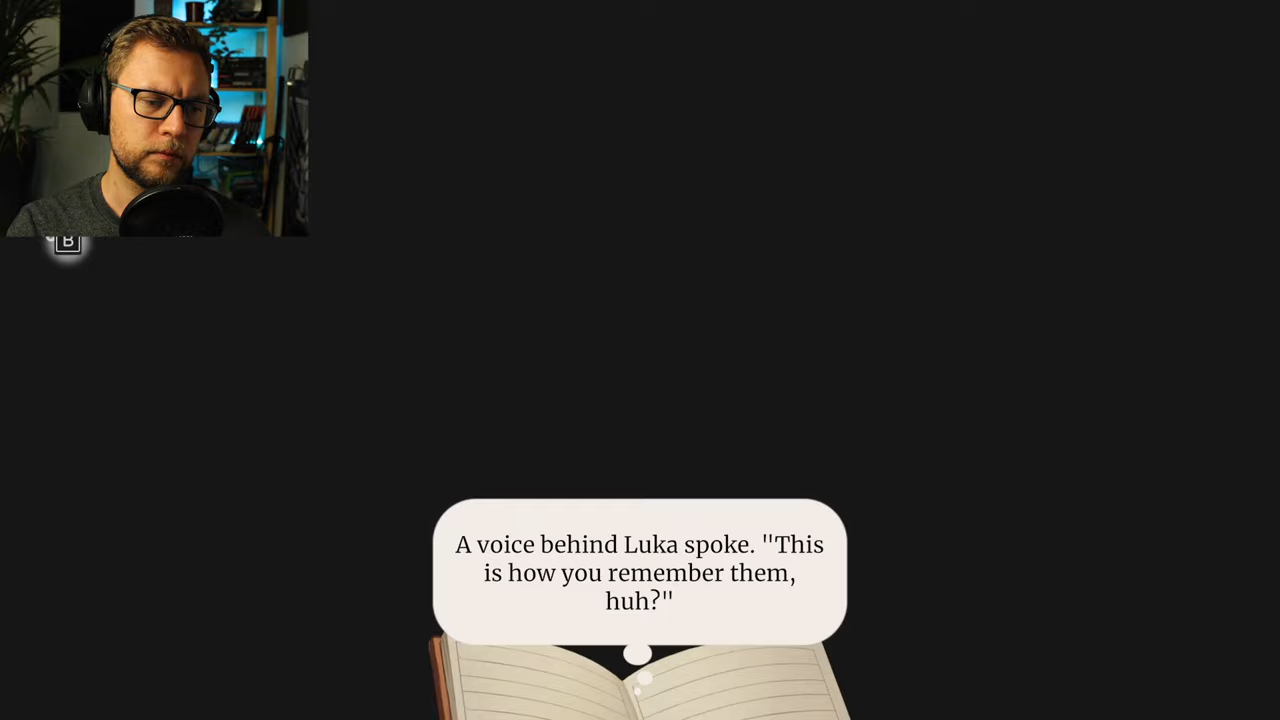 B
A voice behind Luka spoke. "This
is how you remember them,
huh?"